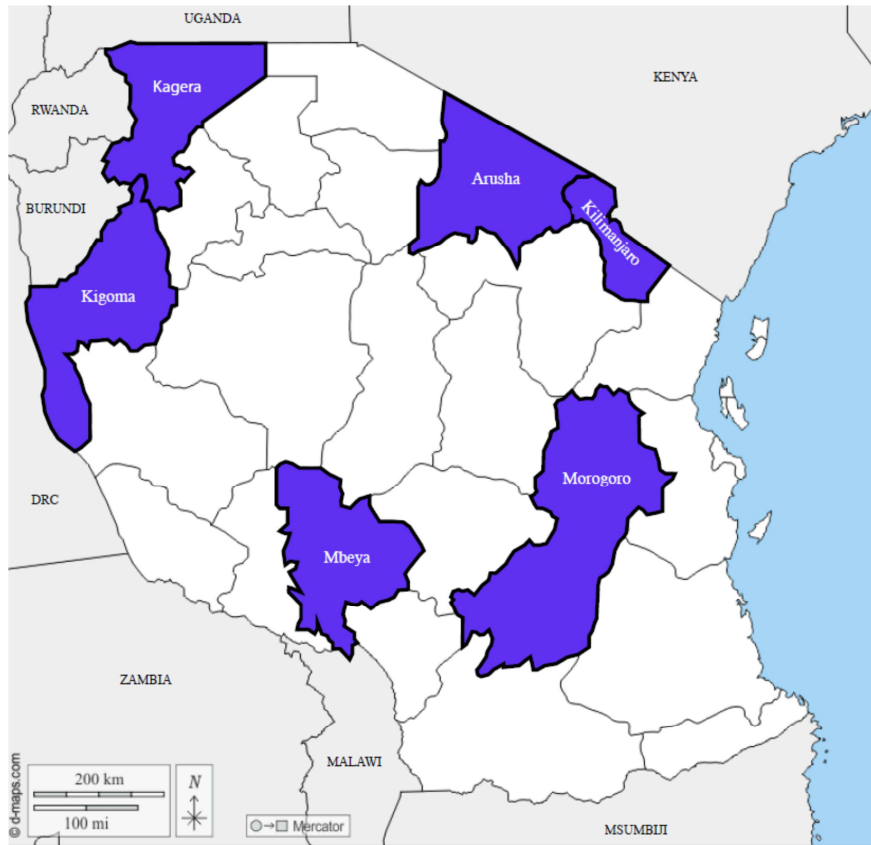 UGANDA
KENYA
Kagera
RWANDA
Arusha
BURUNDI
Kilimanjaro
Kigoma
Morogoro
DRC
Mbeya
ZAMBIA
MALAWI
200 km
100 mi
N
Mercator
MSUMBIJI
© d-maps.com